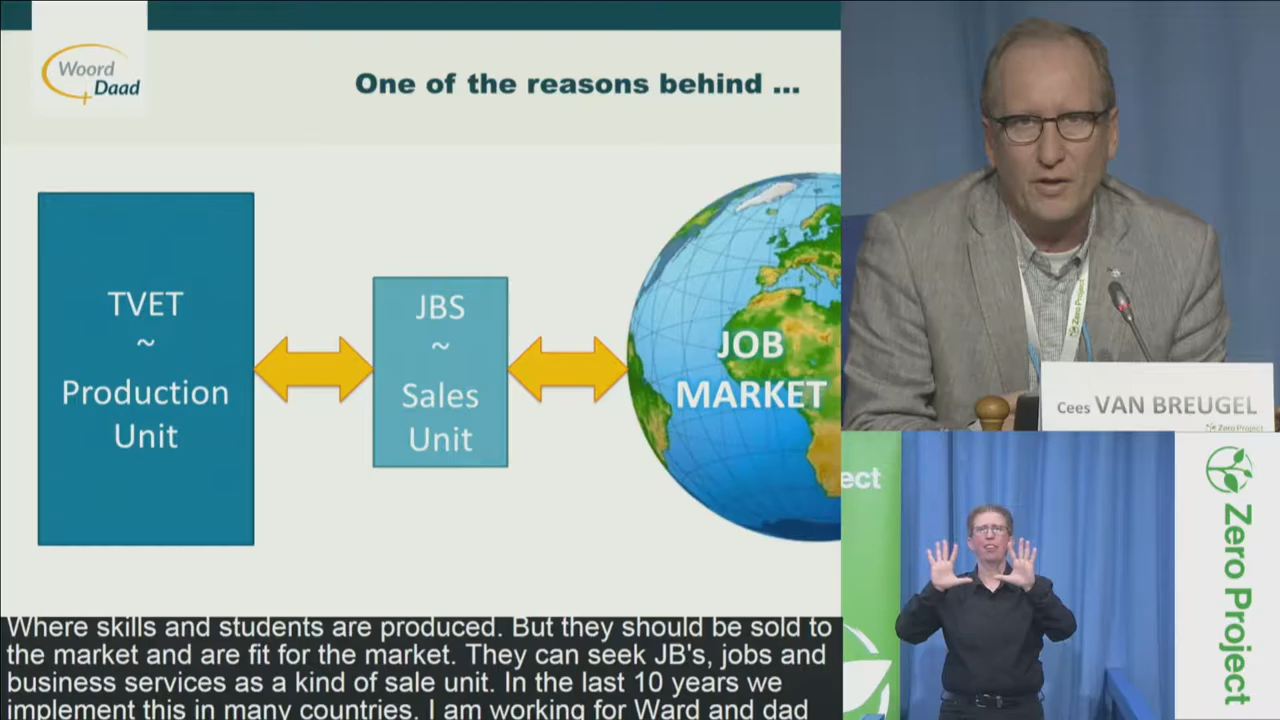 Woord
Daad
One of the reasons behind ...
TVET
~
Production
Unit
JBS
~
Sales
Unit
JOB
MARKET
Where skills and students are produced. But they should be sold to
the market and are fit for the market. They can seek JB's, jobs and
business services as a kind of sale unit. In the last 10 years we
implement this in many countries. I am working for Ward and dad
Zero Project
Cees VAN BREUGEL
Zero Project
ect
Zero Project